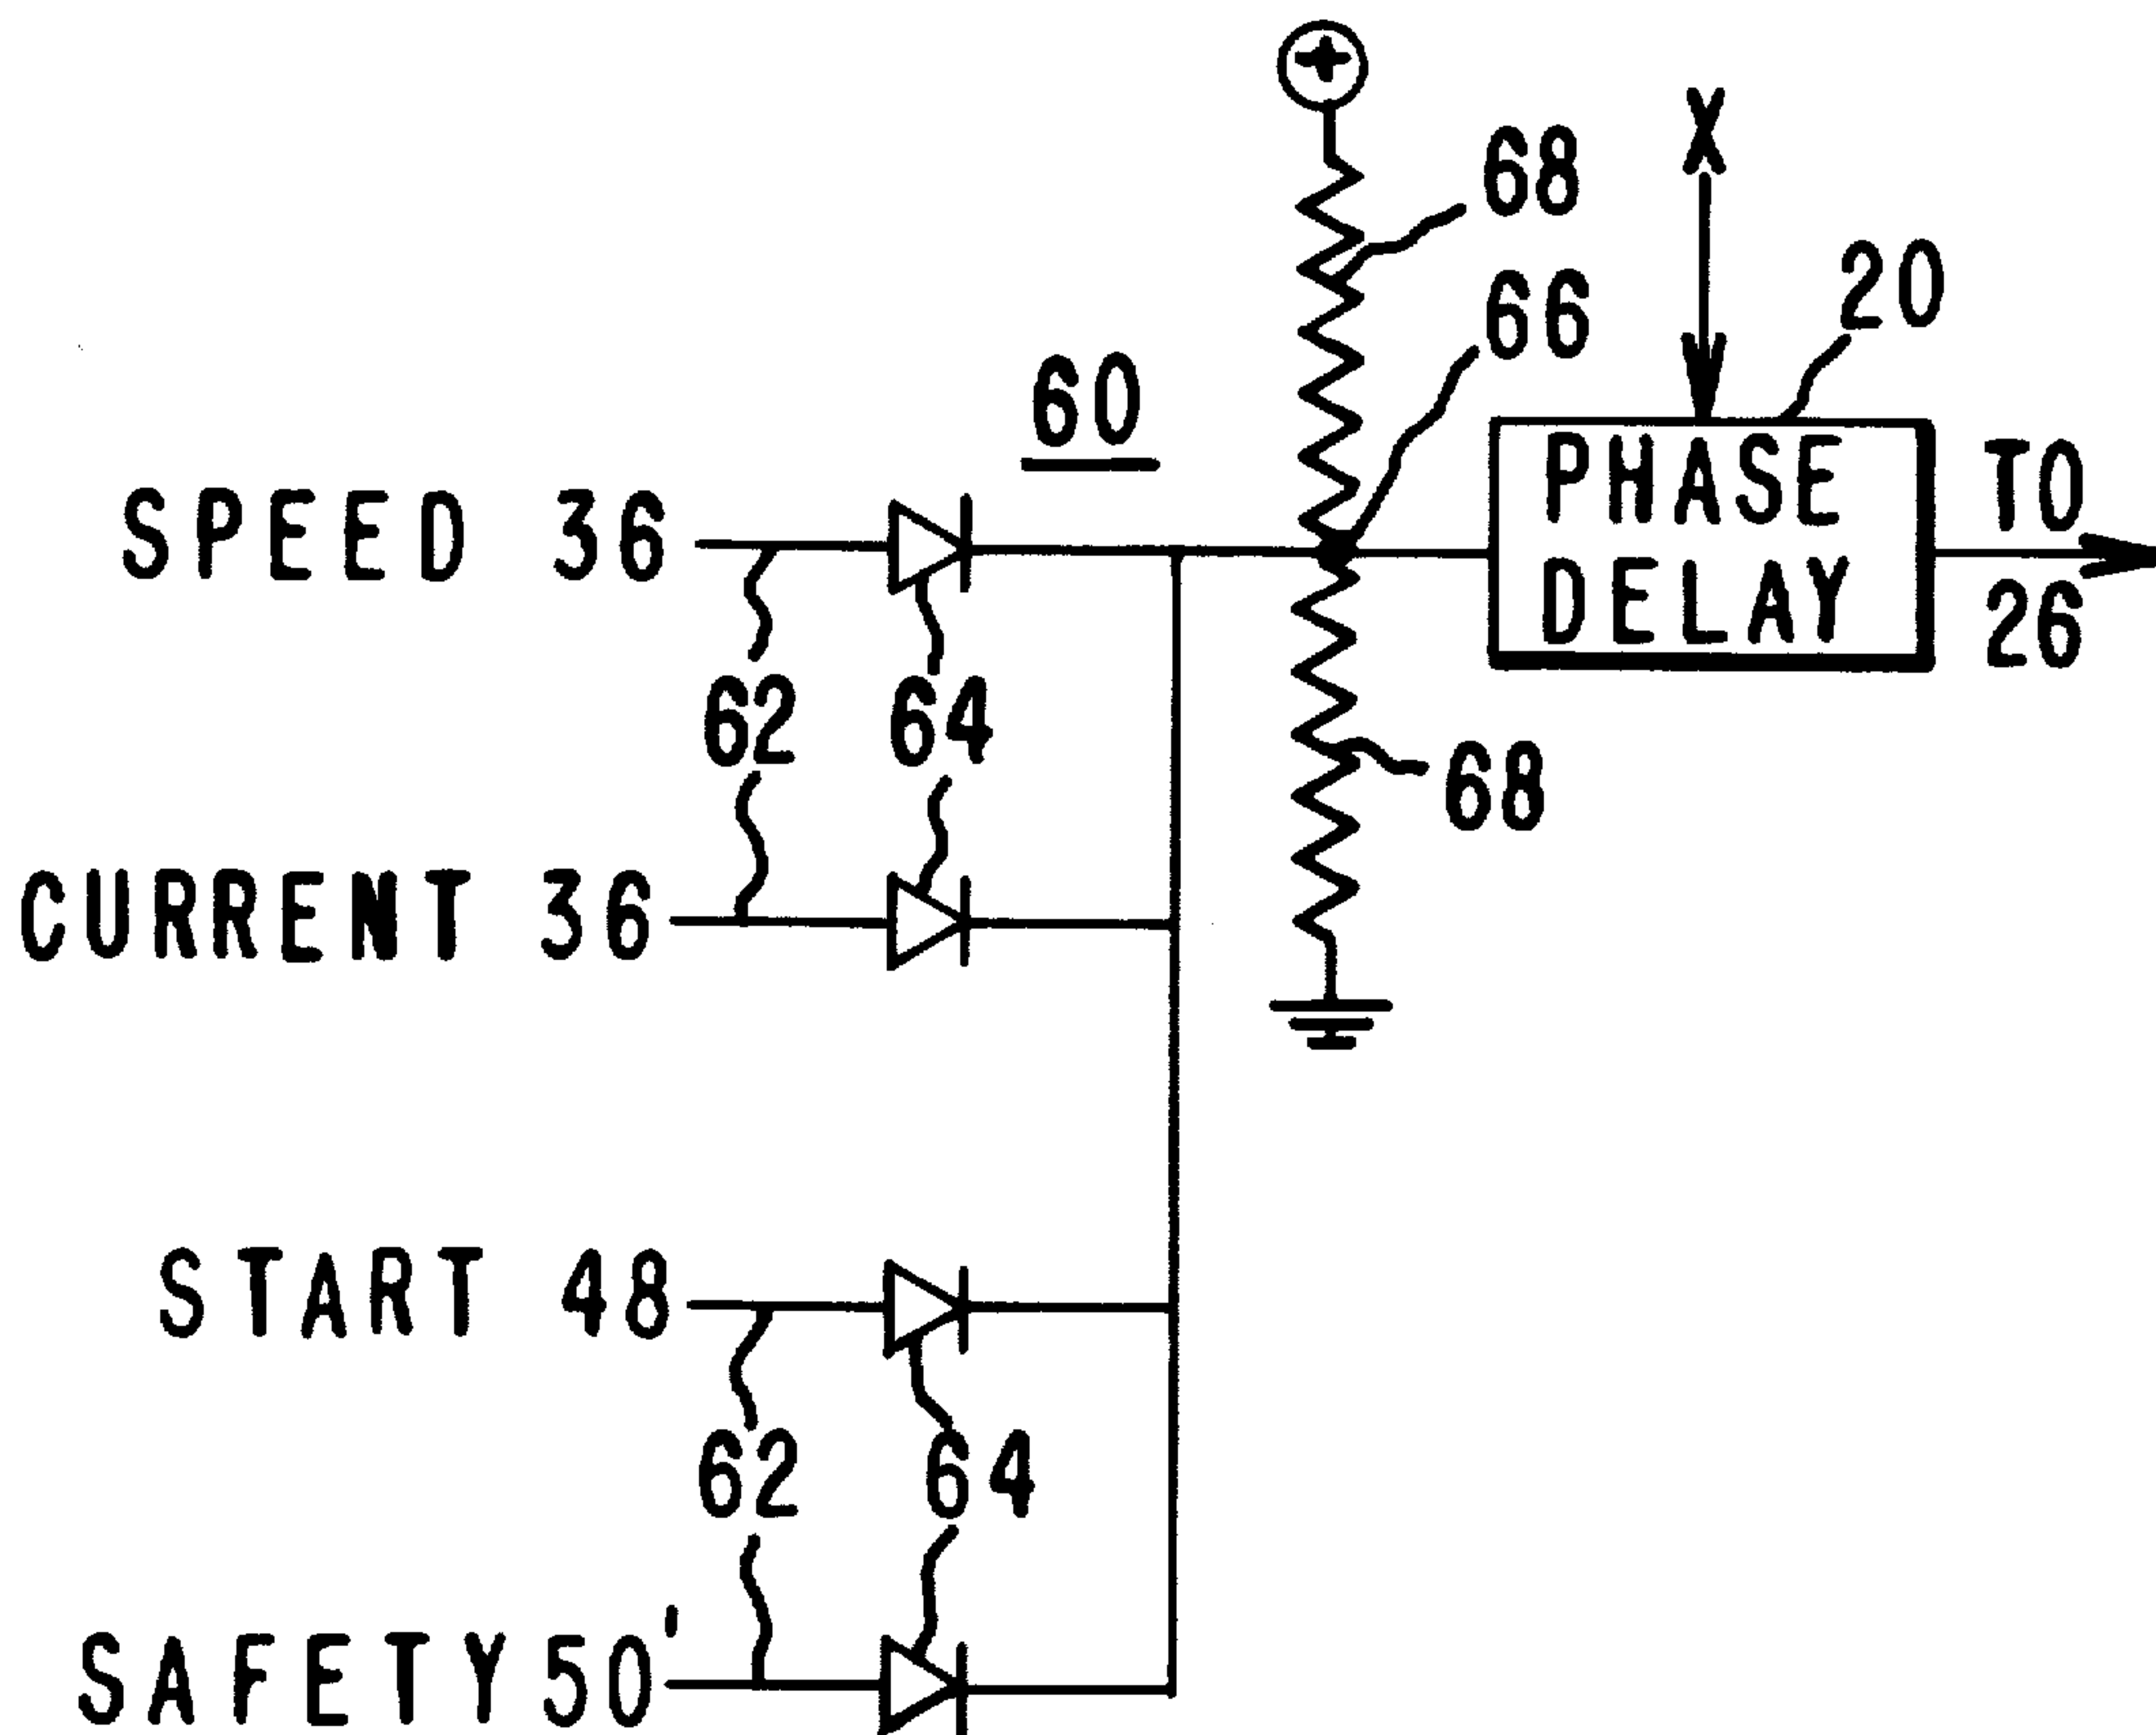 +
68
X
66
20
60
SPEED 36
PHASE
DELAY
TO
26
62
64
68
CURRENT 36
START 48
62
64
SAFETY 50'